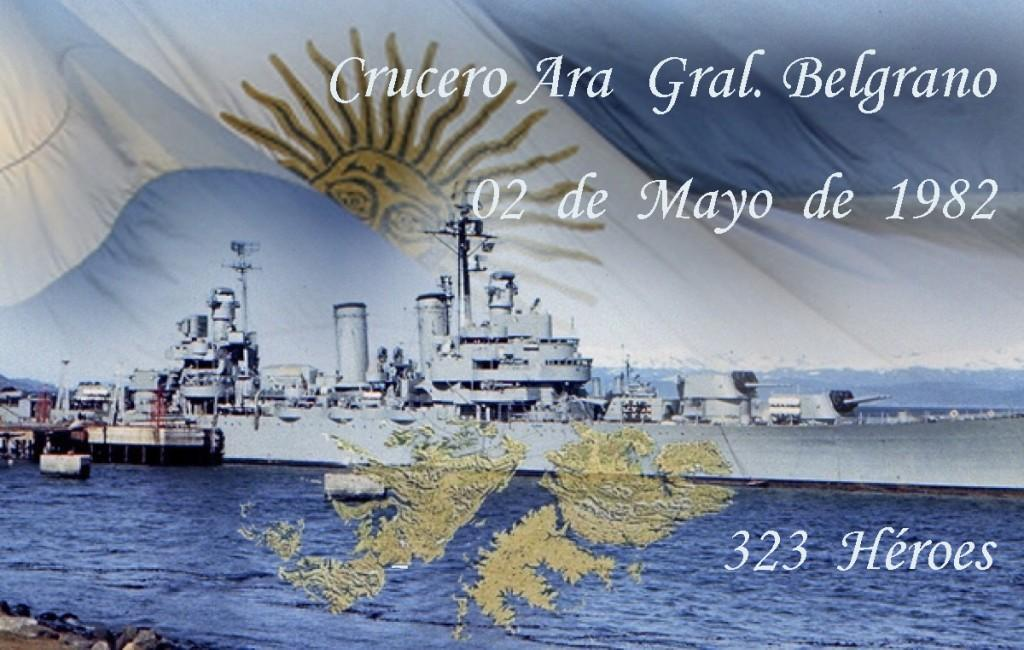 Crucero Ara Gral. Belgrano
02 de Mayo de 1982
323 Héroes